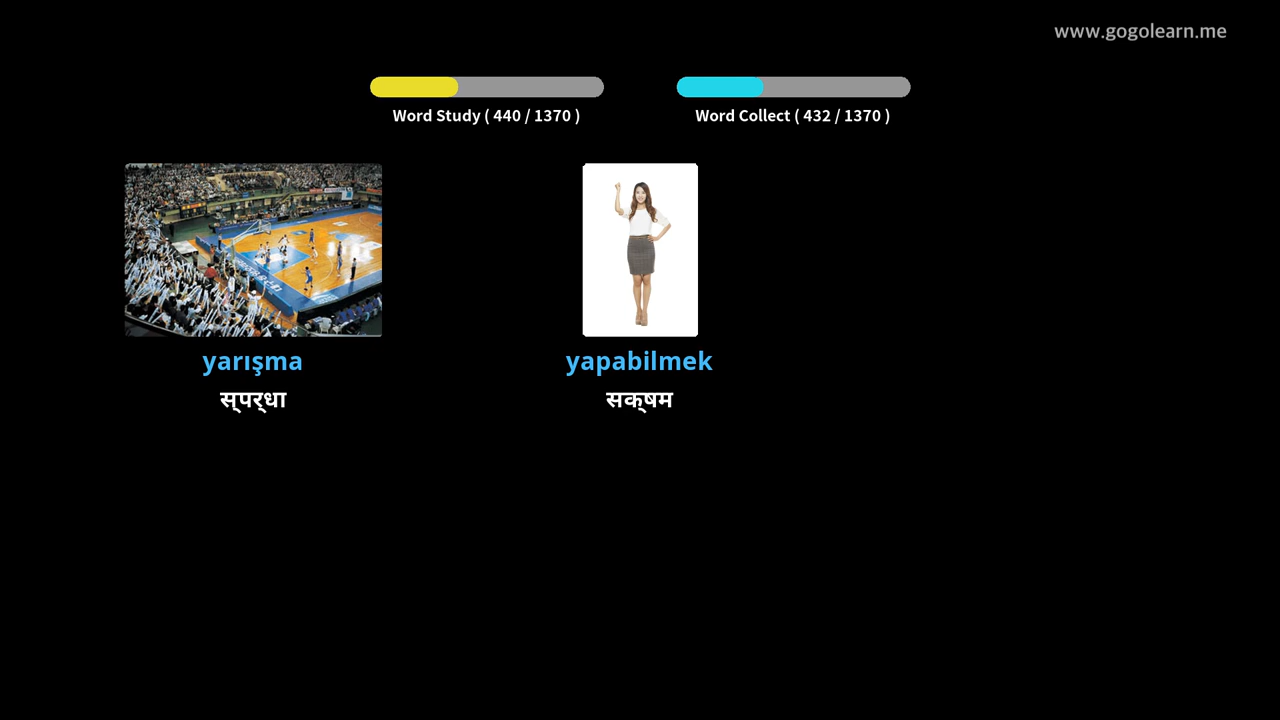 www.gogolearn.me
Word Study ( 440 / 1370 )
Word Collect ( 432 / 1370 )
yarışma
yapabilmek
स्पर्धा
सक्षम